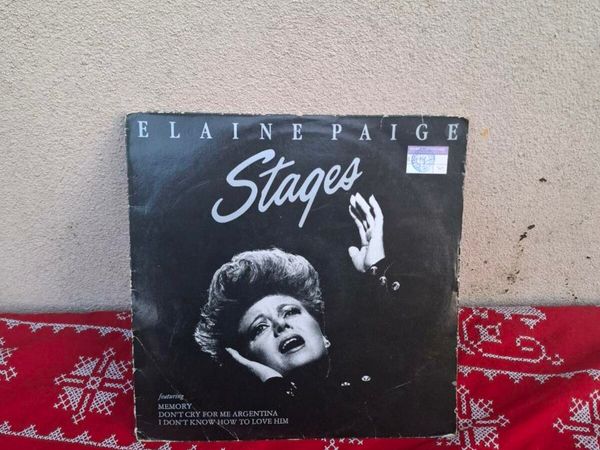 ELAINE PAIGE
Stages
featuring
MEMORY
DON'T CRY FOR ME ARGENTINA
I DON'T KNOW HOW TO LOVE HIM